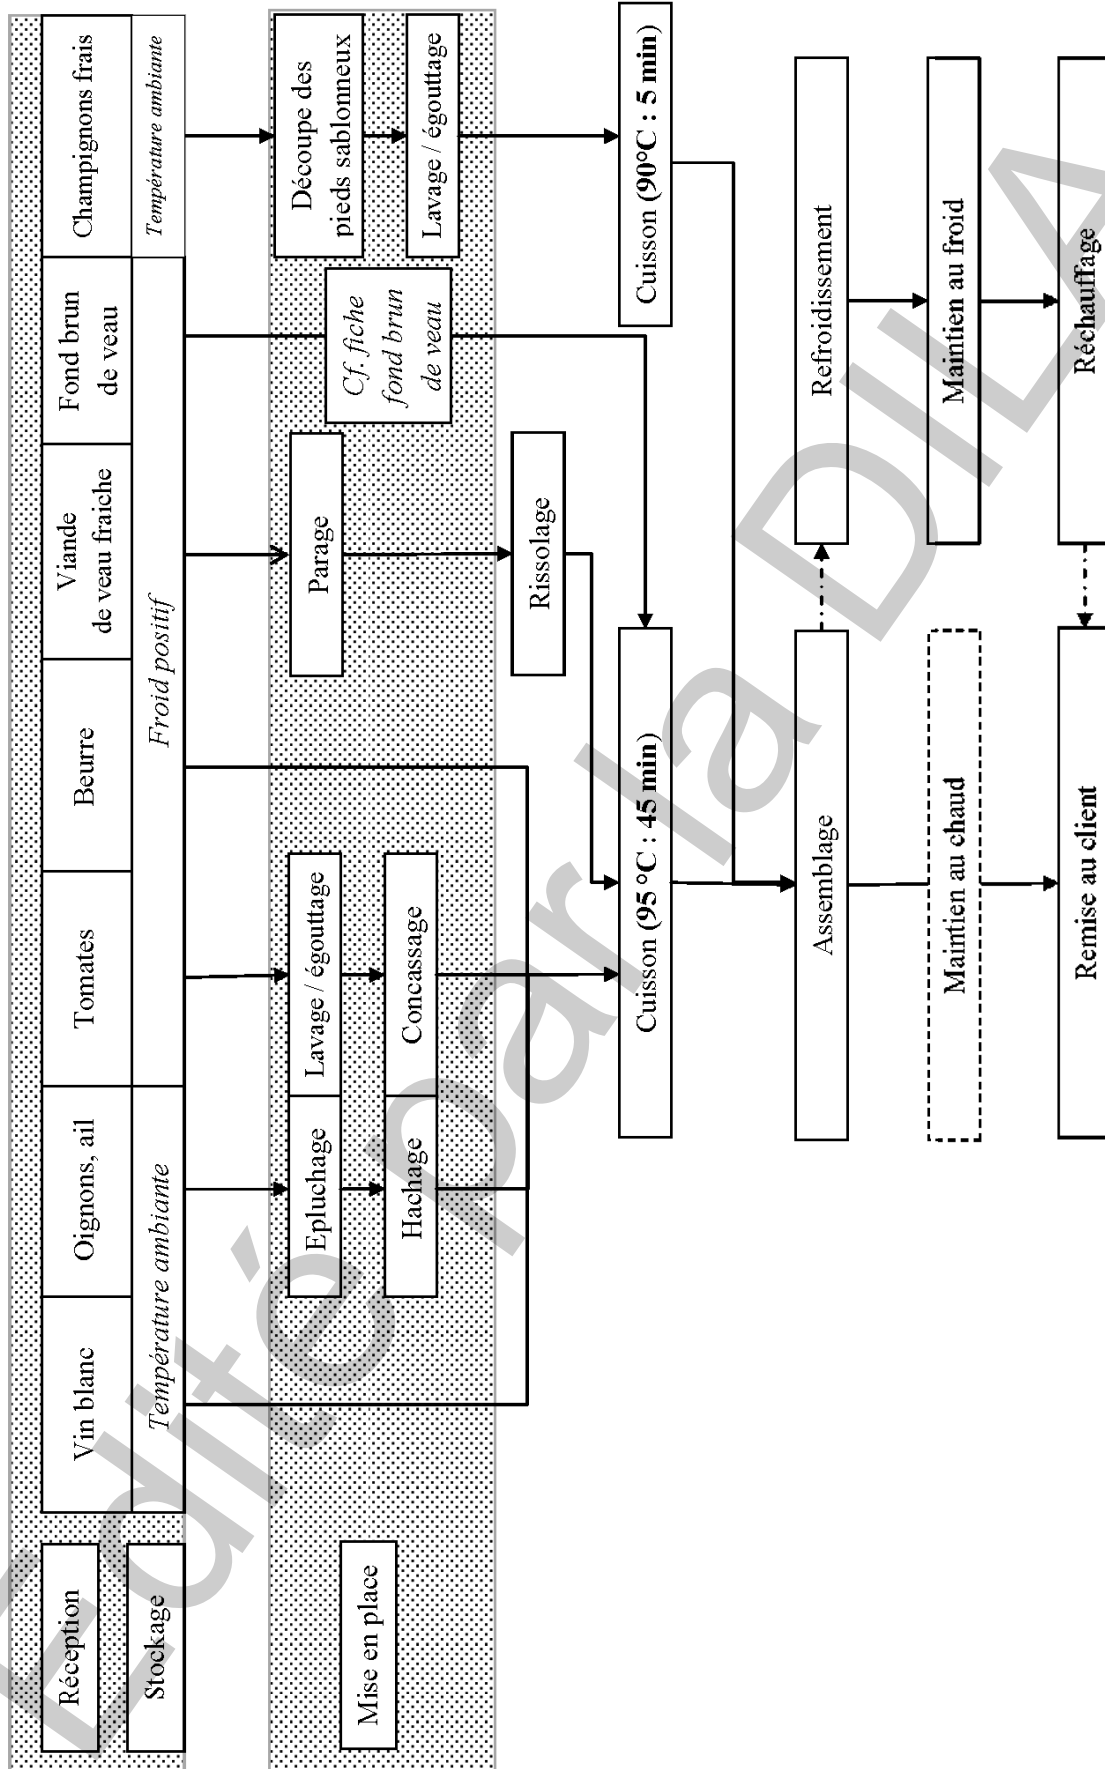 Réception
Vin blanc
Oignons, ail
Tomates
Beurre
Viande
de veau fraiche
Fond brun
de veau
Champignons frais
Stockage
Température ambiante
Froid positif
Température ambiante
Mise en place
Epluchage
Lavage / égouttage
Parage
Cf. fiche
fond brun
de veau
Découpe des
pieds sablonneux
Hachage
Concassage
Lavage / égouttage
Rissolage
Cuisson (95 °C : 45 min)
Cuisson (90°C : 5 min)
Assemblage
Refroidissement
Maintien au chaud
Maintien au froid
Remise au client
Réchauffage
Edité par la DILA